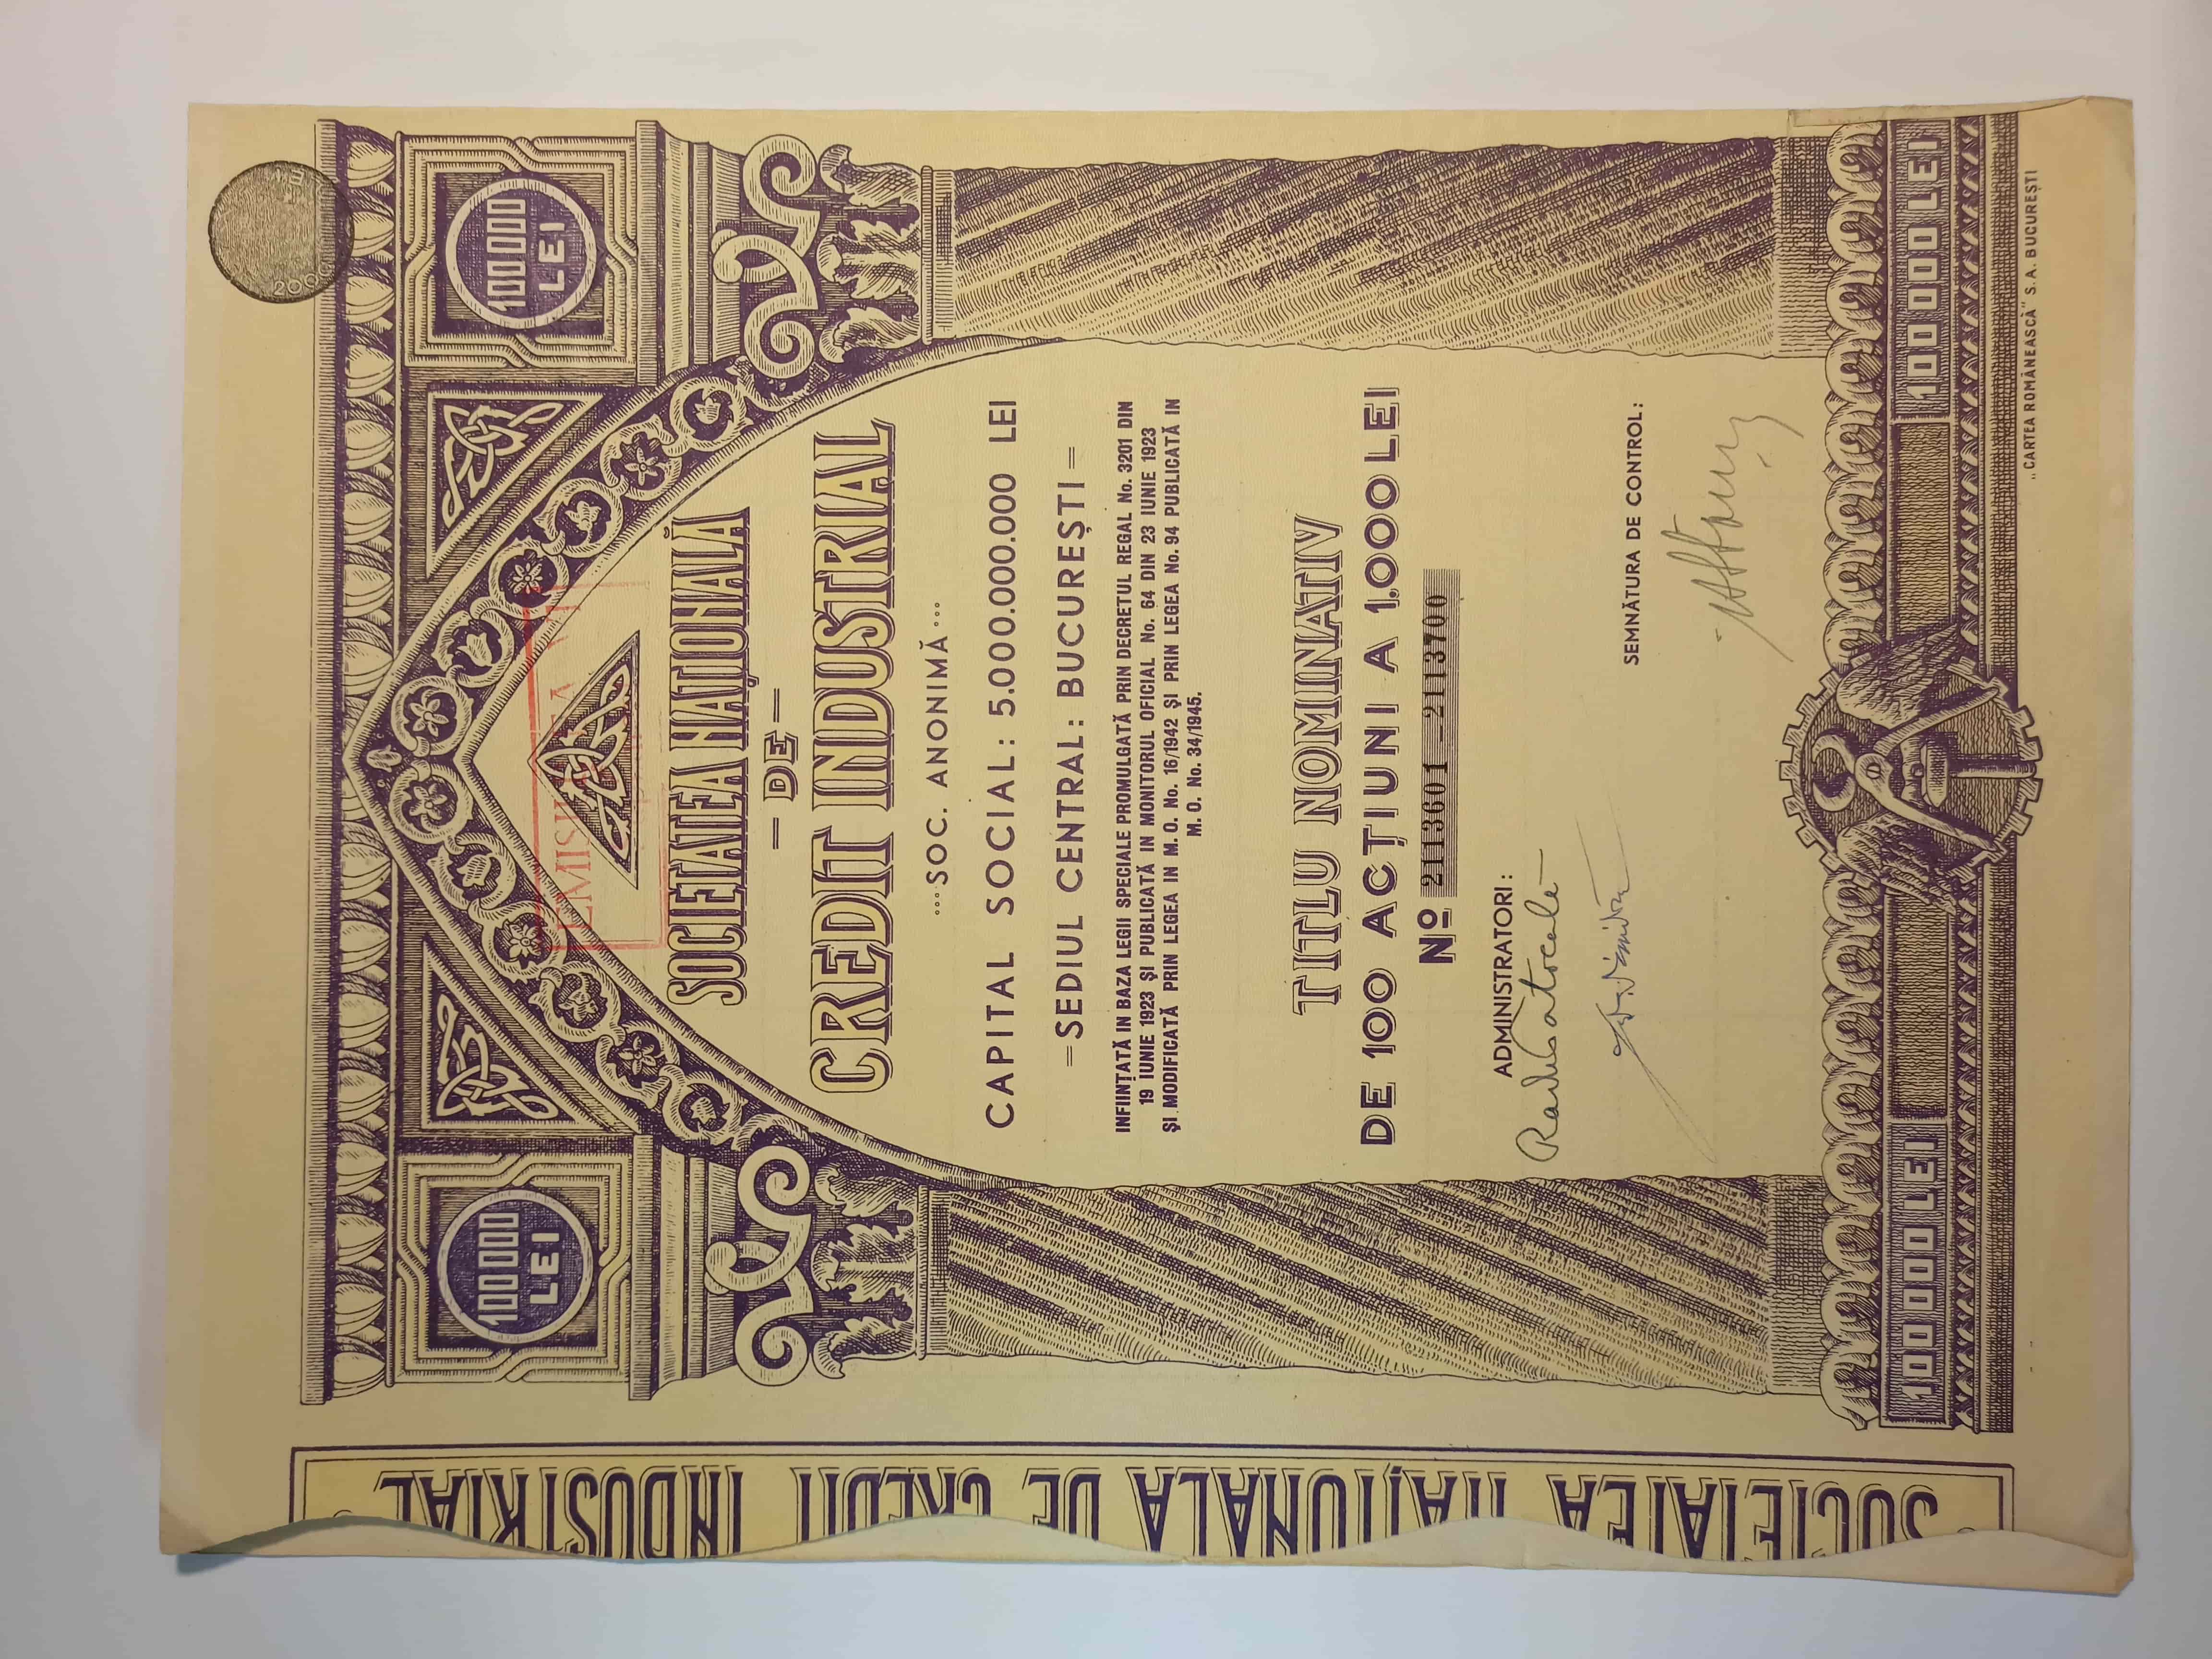 100.000 LEI
100.000 LEI
SOCIETATEA NAȚIONALĂ
DE
CREDIT INDUSTRIAL
SOC. ANONIMĂ
CAPITAL SOCIAL: 5.000.000.000 LEI
SEDIUL CENTRAL: BUCUREȘTI
INFIINȚATĂ IN BAZA LEGII SPECIALE PROMULGATĂ PRIN DECRETUL REGAL No. 3201 DIN
19 IUNIE 1923 ȘI PUBLICATĂ IN MONITORUL OFICIAL No. 64 DIN 23 IUNIE 1923
ȘI MODIFICATĂ PRIN LEGEA IN M. O. No. 16/1942 ȘI PRIN LEGEA No. 94 PUBLICATĂ IN
M. O. No. 34/1945.
TITLU NOMINATIV
DE 100 ACȚIUNI A 1.000 LEI
Nº 2113601-2113700
ADMINISTRATORI:
SEMNĂTURA DE CONTROL:
100.000 LEI
100.000 LEI
„CARTEA ROMÂNEASCĂ" S. A. BUCUREȘTI
SOCIETATEA NAȚIONALĂ DE CREDIT INDUSTRIAL